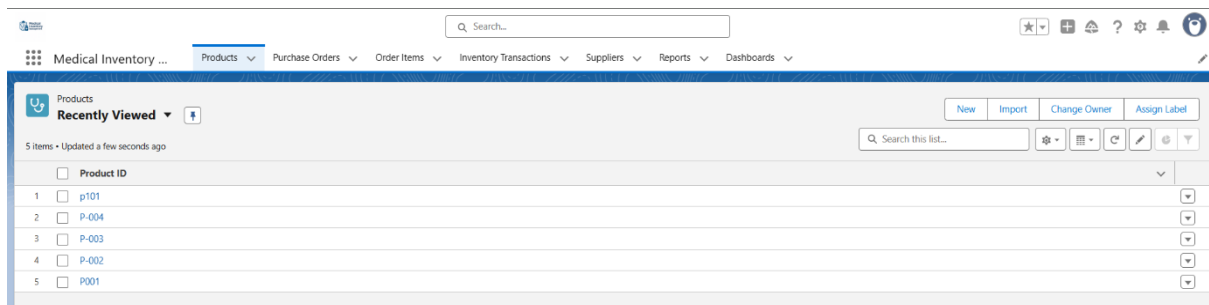 Search...
Medical Inventory ...
Products
Purchase Orders
Order Items
Inventory Transactions
Suppliers
Reports
Dashboards
Products
Recently Viewed
New
Import
Change Owner
Assign Label
5 items • Updated a few seconds ago
Search this list...
Product ID
1 p101
2 P-004
3 P-003
4 P-002
5 P001